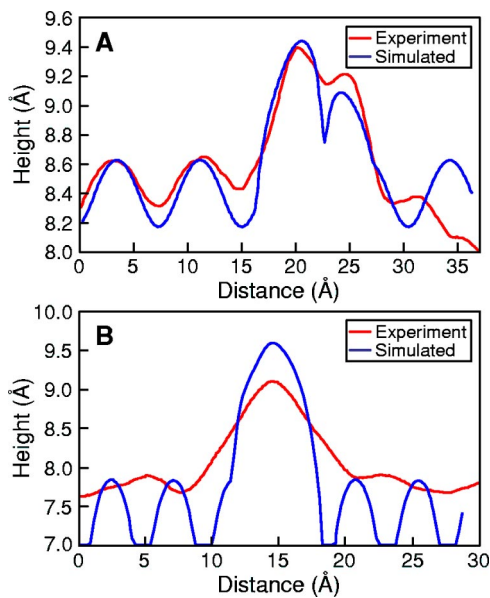 A
Experiment
Simulated
Height (Å)
9.6
9.4
9.2
9.0
8.8
8.6
8.4
8.2
8.0
0 5 10 15 20 25 30 35
Distance (Å)
B
Experiment
Simulated
Height (Å)
10.0
9.5
9.0
8.5
8.0
7.5
7.0
0 5 10 15 20 25 30
Distance (Å)